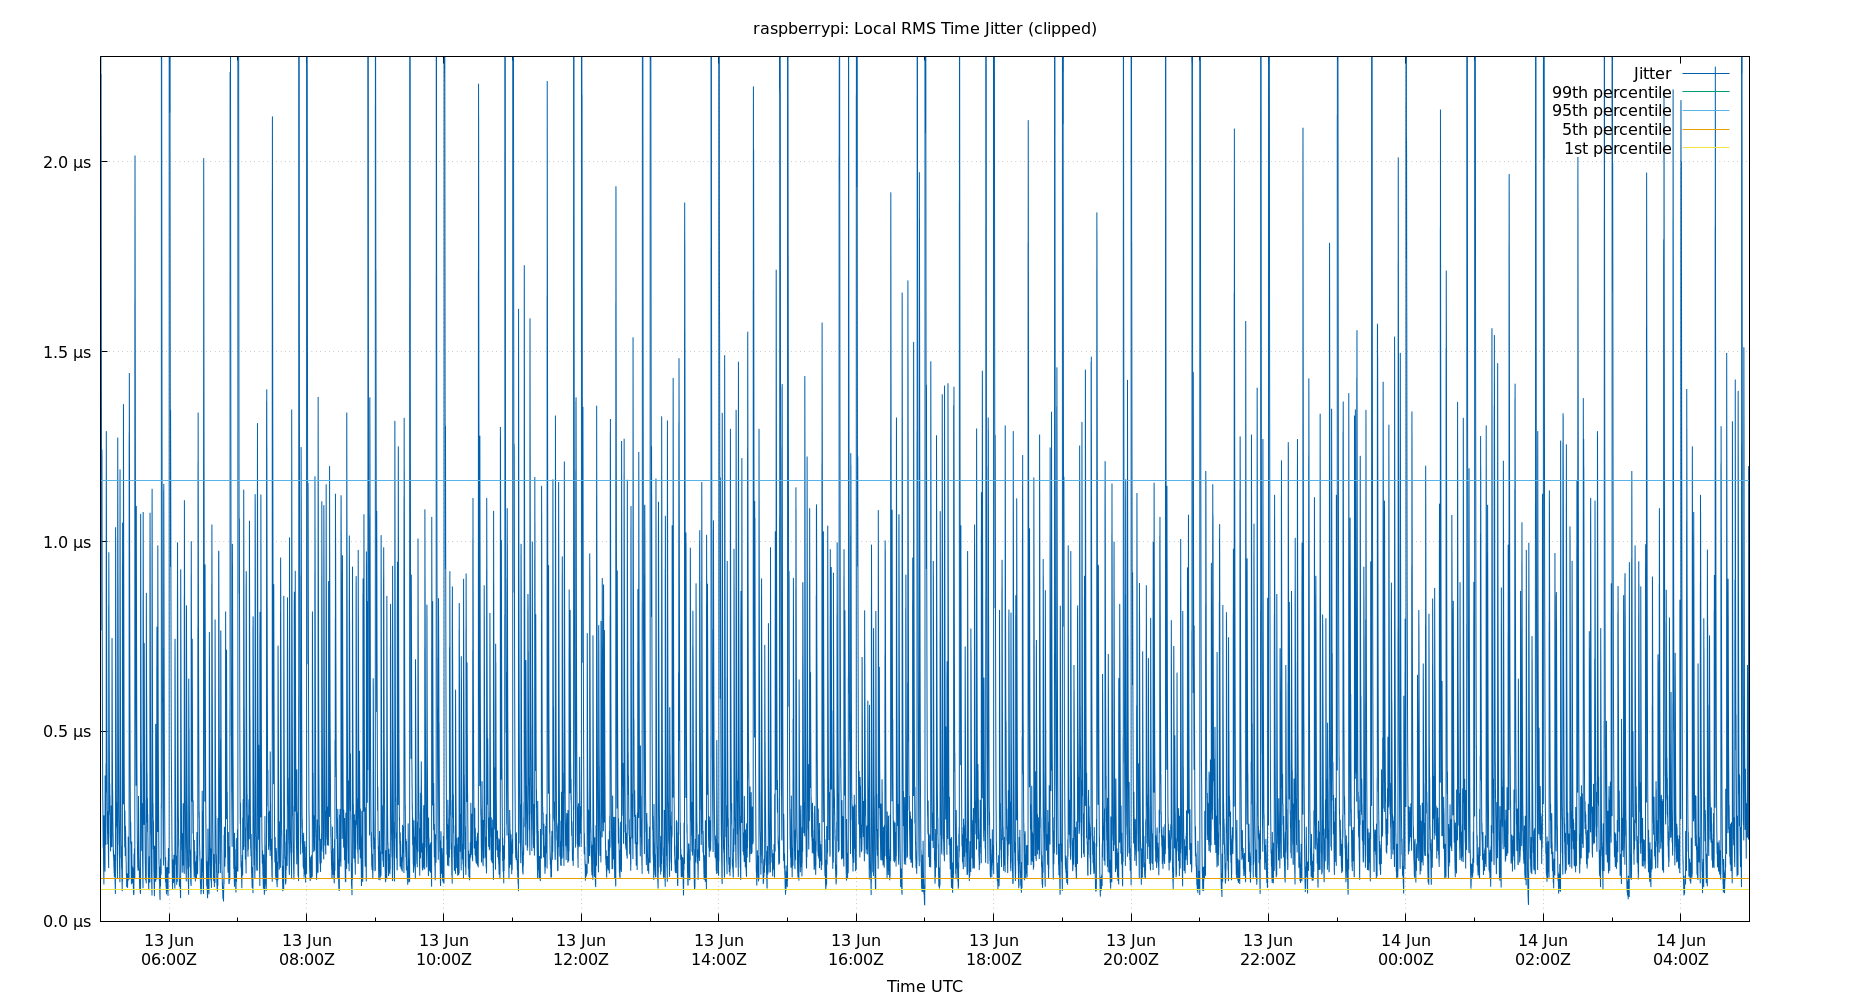 raspberrypi: Local RMS Time Jitter (clipped)
Jitter
99th percentile
95th percentile
5th percentile
1st percentile
2.0 µs
1.5 µs
1.0 µs
0.5 µs
0.0 µs
13 Jun 13 Jun 13 Jun 13 Jun 13 Jun 13 Jun 13 Jun 13 Jun 13 Jun 14 Jun 14 Jun 14 Jun
06:00Z 08:00Z 10:00Z 12:00Z 14:00Z 16:00Z 18:00Z 20:00Z 22:00Z 00:00Z 02:00Z 04:00Z
Time UTC